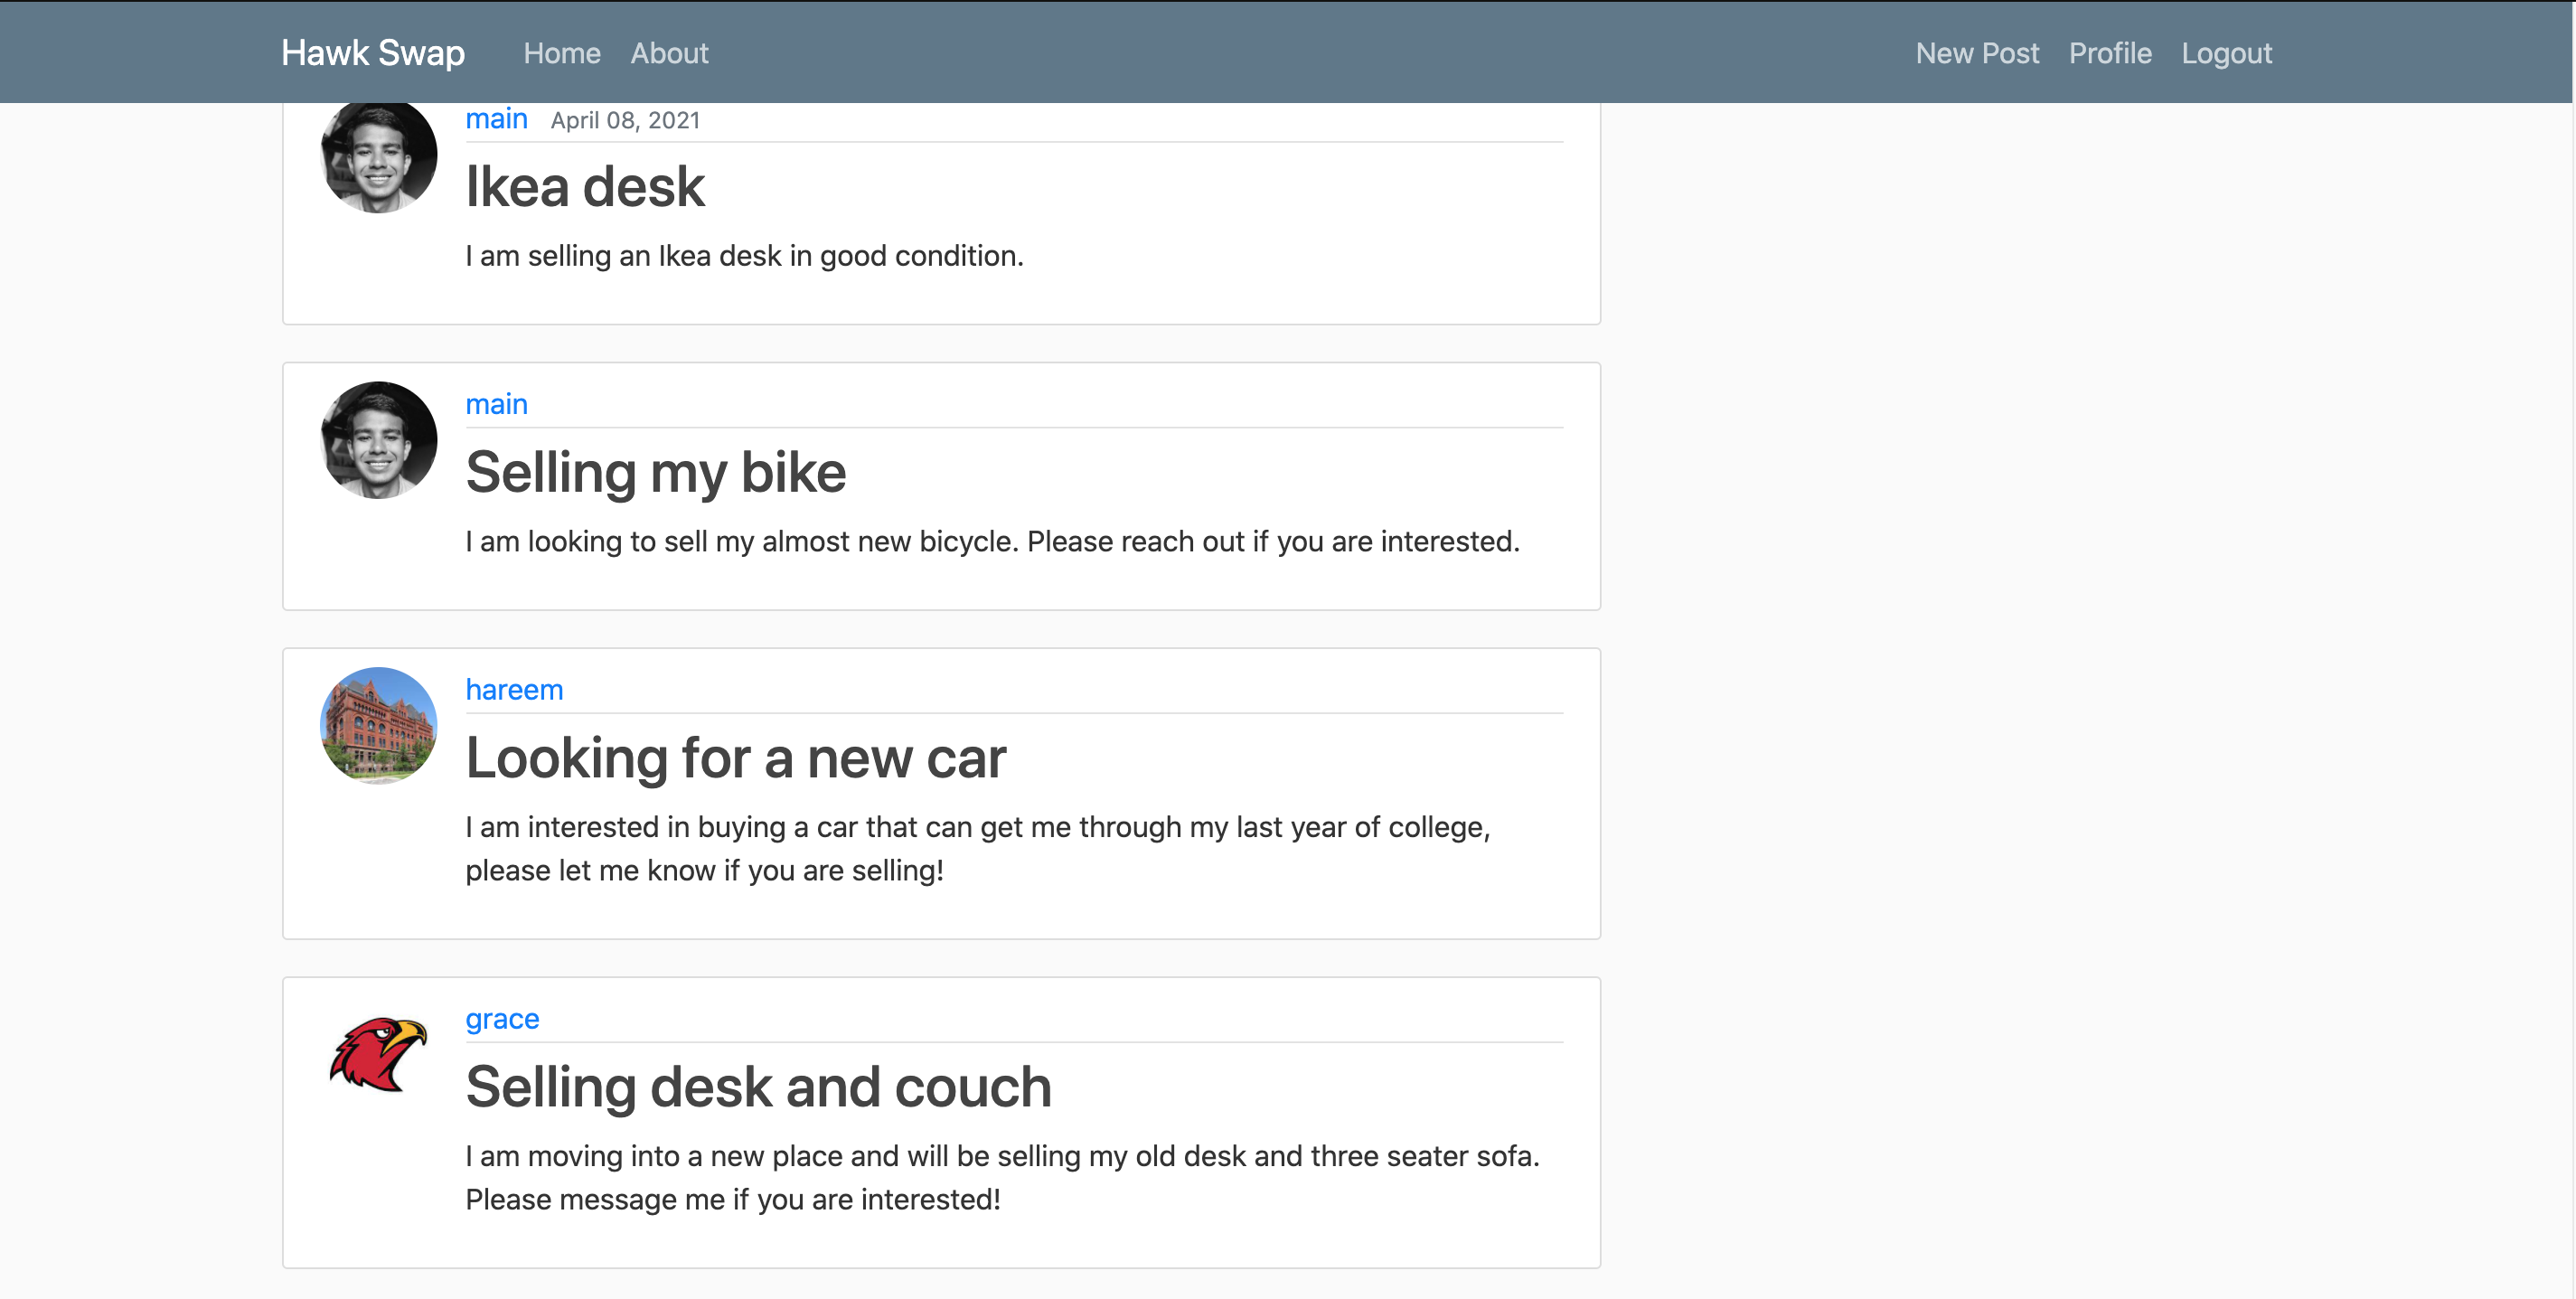 Hawk Swap Home About New Post Profile Logout
main April 08, 2021
Ikea desk
I am selling an Ikea desk in good condition.
main
Selling my bike
I am looking to sell my almost new bicycle. Please reach out if you are interested.
hareem
Looking for a new car
I am interested in buying a car that can get me through my last year of college,
please let me know if you are selling!
grace
Selling desk and couch
I am moving into a new place and will be selling my old desk and three seater sofa.
Please message me if you are interested!